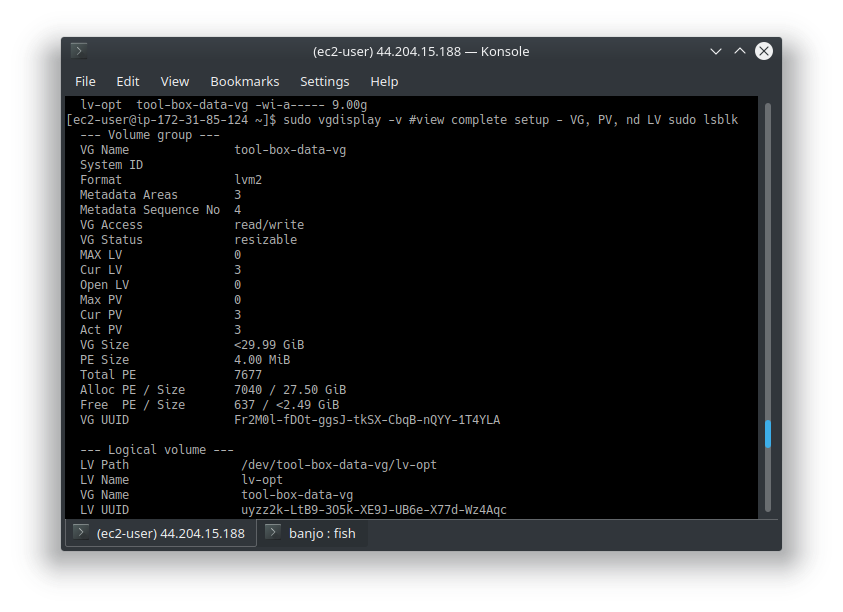 (ec2-user) 44.204.15.188 — Konsole
File Edit View Bookmarks Settings Help
lv-opt tool-box-data-vg -wi-a----- 9.00g
[ec2-user@ip-172-31-85-124 ~]$ sudo vgdisplay -v #view complete setup - VG, PV, nd LV sudo lsblk
--- Volume group ---
VG Name tool-box-data-vg
System ID
Format lvm2
Metadata Areas 3
Metadata Sequence No 4
VG Access read/write
VG Status resizable
MAX LV 0
Cur LV 3
Open LV 0
Max PV 0
Cur PV 3
Act PV 3
VG Size <29.99 GiB
PE Size 4.00 MiB
Total PE 7677
Alloc PE / Size 7040 / 27.50 GiB
Free PE / Size 637 / <2.49 GiB
VG UUID Fr2M0l-fDOt-ggsJ-tkSX-CbqB-nQYY-1T4YLA
--- Logical volume ---
LV Path /dev/tool-box-data-vg/lv-opt
LV Name lv-opt
VG Name tool-box-data-vg
LV UUID uyzz2k-LtB9-3O5k-XE9J-UB6e-X77d-Wz4Aqc
(ec2-user) 44.204.15.188 banjo : fish